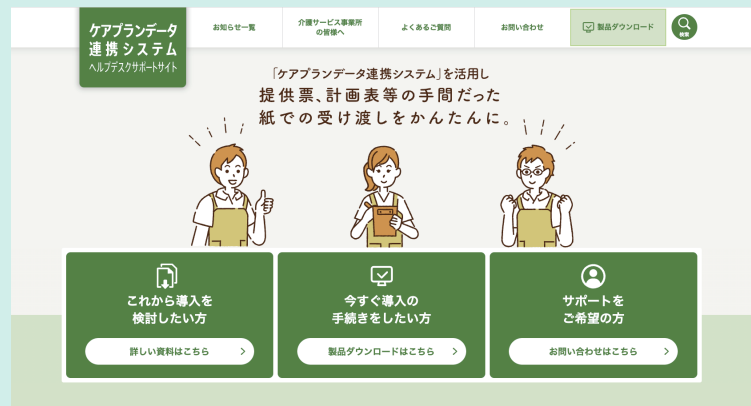 ケアプランデータ
連携システム
ヘルプデスクサポートサイト
お知らせ一覧
介護サービス事業所
の皆様へ
よくあるご質問
お問い合わせ
製品ダウンロード
検索
「ケアプランデータ連携システム」を活用し
提供票、計画表等の手間だった
紙での受け渡しをかんたんに。
これから導入を
検討したい方
詳しい資料はこちら
今すぐ導入の
手続きをしたい方
製品ダウンロードはこちら
サポートを
ご希望の方
お問い合わせはこちら